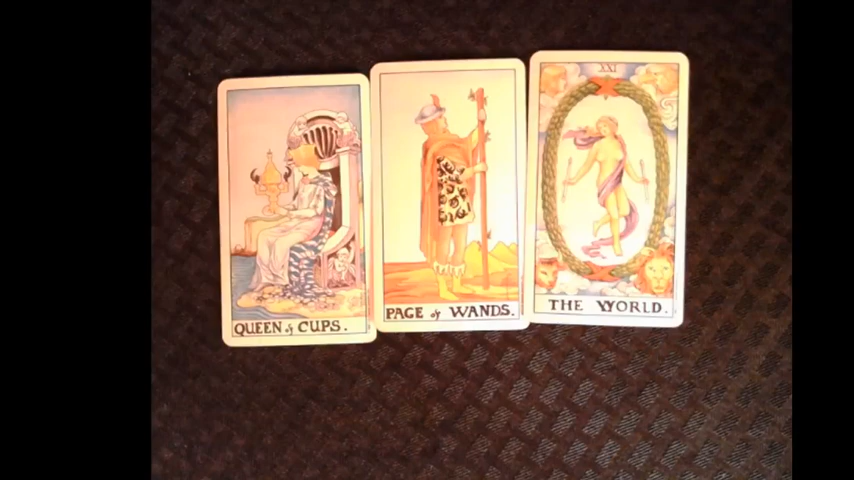 QUEEN of CUPS.
PAGE of WANDS.
XXI
THE WORLD.